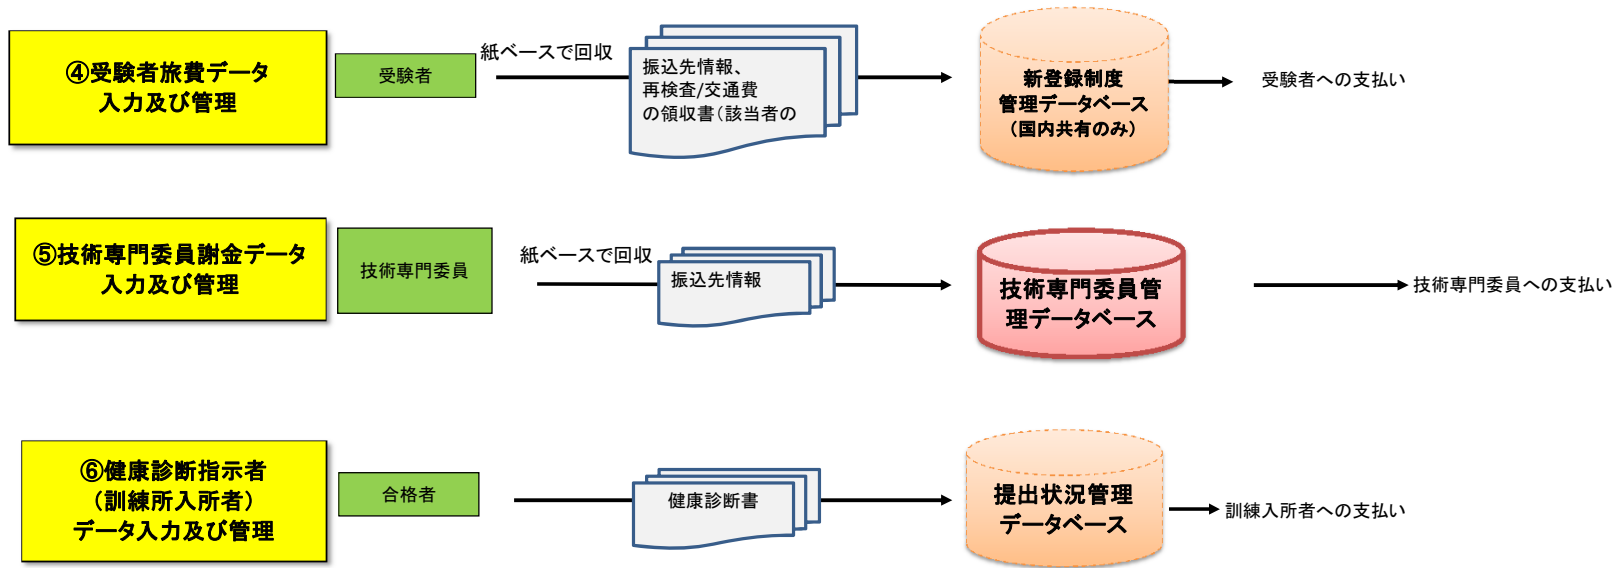 ④受験者旅費データ
入力及び管理
受験者
紙ベースで回収
振込先情報、
再検査/交通費
の領収書（該当者の
新登録制度
管理データベース
（国内共有のみ）
受験者への支払い
⑤技術専門委員謝金データ
入力及び管理
技術専門委員
紙ベースで回収
振込先情報
技術専門委員管
理データベース
技術専門委員への支払い
⑥健康診断指示者
（訓練所入所者）
データ入力及び管理
合格者
健康診断書
提出状況管理
データベース
訓練入所者への支払い